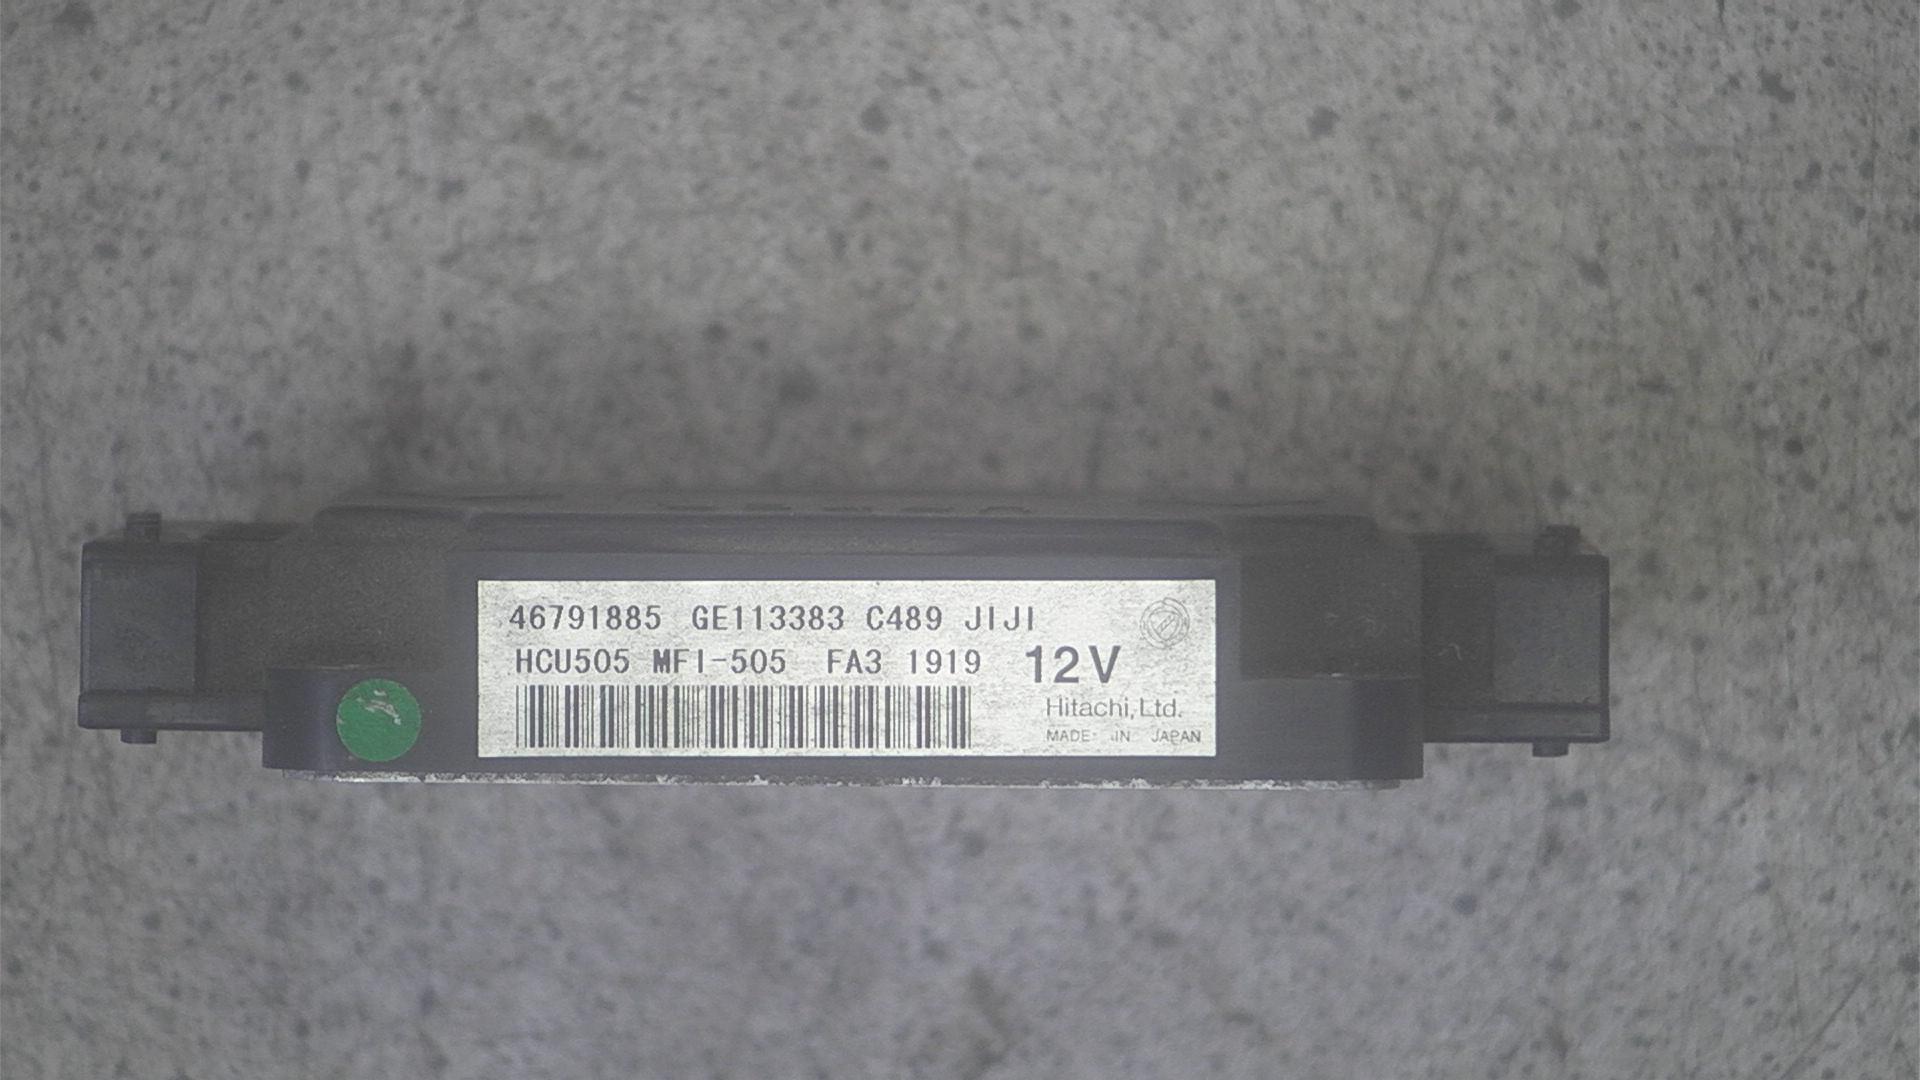 46791885 GE113383 C489 JIJI
HCU505 MFI-505 FA3 1919 12V
Hitachi, Ltd.
MADE IN JAPAN